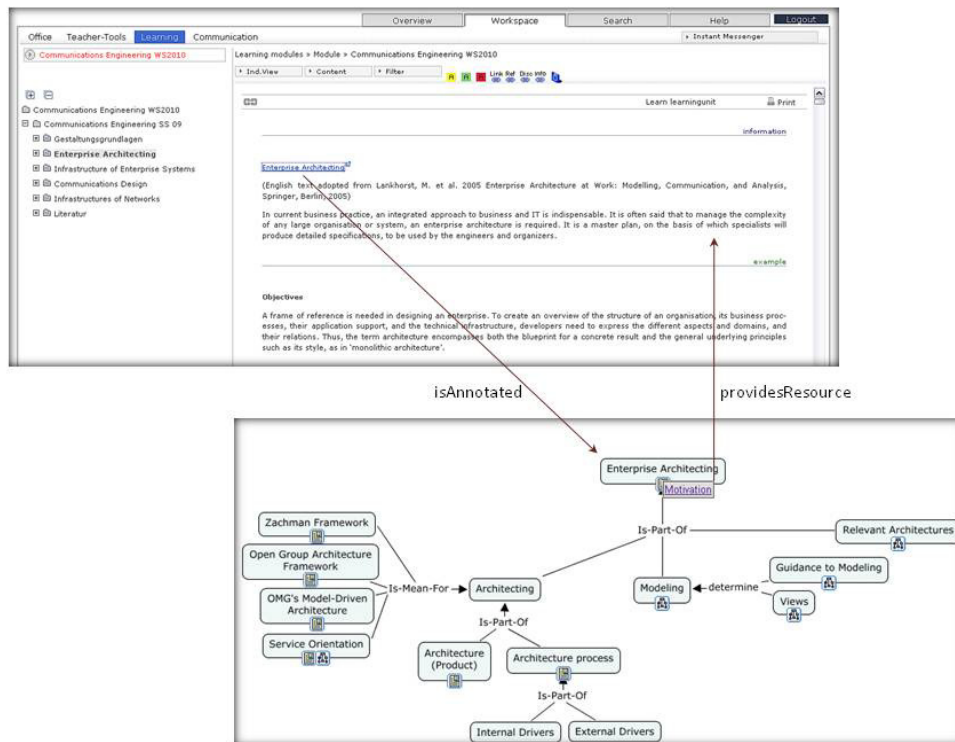 Overview
Workspace
Search
Help
Logout
Office Teacher-Tools Learning Communication
Instant Messenger
Communications Engineering WS2010
Learning modules » Module » Communications Engineering WS2010
Ind.View
Content
Filter
A A A Link Ref Disc Info
Learn learningunit
Print
Communications Engineering WS2010
Communications Engineering SS 09
Gestaltungsgrundlagen
Enterprise Architecting
Infrastructure of Enterprise Systems
Communications Design
Infrastructures of Networks
Literatur
information
Enterprise Architecting
(English text adopted from Lankhorst, M. et al. 2005 Enterprise Architecture at Work: Modelling, Communication, and Analysis,
Springer, Berlin, 2005)
In current business practice, an integrated approach to business and IT is indispensable. It is often said that to manage the complexity
of any large organisation or system, an enterprise architecture is required. It is a master plan, on the basis of which specialists will
produce detailed specifications, to be used by the engineers and organizers.
example
Objectives
A frame of reference is needed in designing an enterprise. To create an overview of the structure of an organisation, its business proc-
esses, their application support, and the technical infrastructure, developers need to express the different aspects and domains, and
their relations. Thus, the term architecture encompasses both the blueprint for a concrete result and the general underlying principles
such as its style, as in 'monolithic architecture'.
isAnnotated
providesResource
Enterprise Architecting
Motivation
Zachman Framework
Is-Part-Of
Relevant Architectures
Open Group Architecture
Framework
Is-Mean-For
Architecting
Modeling
determine
Guidance to Modeling
OMG's Model-Driven
Architecture
Views
Service Orientation
Is-Part-Of
Architecture
(Product)
Architecture process
Is-Part-Of
Internal Drivers
External Drivers